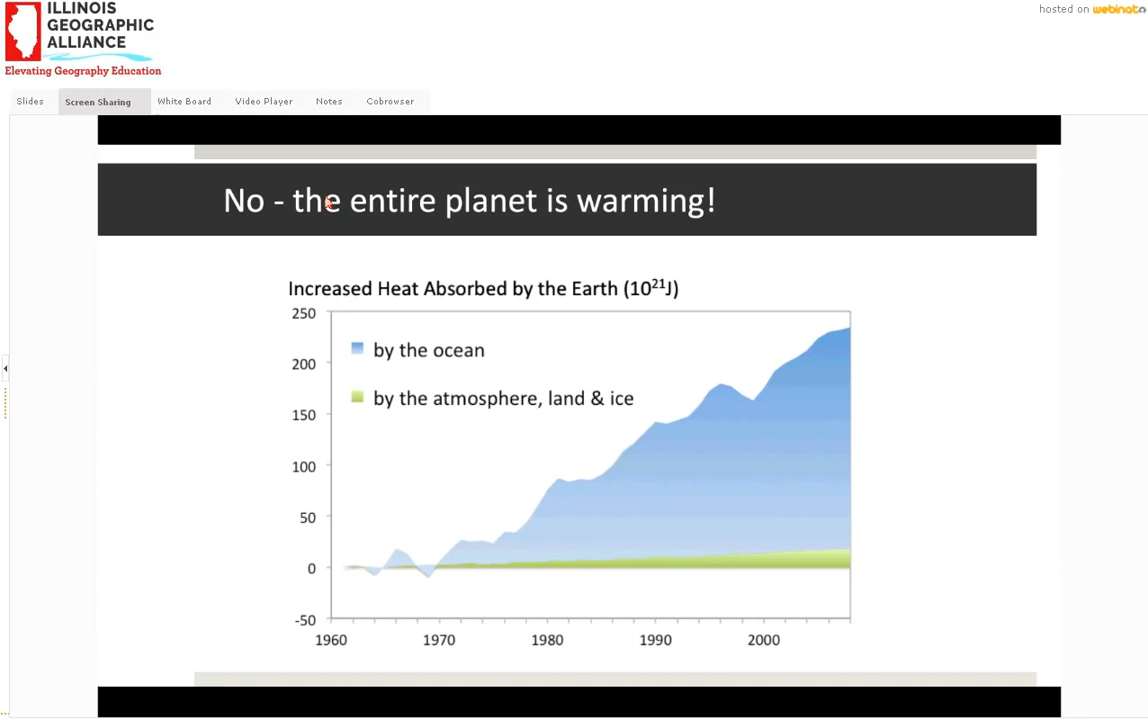 ILLINOIS
GEOGRAPHIC
ALLIANCE
Elevating Geography Education
hosted on webinato
Slides
Screen Sharing
White Board
Video Player
Notes
Cobrowser
No - the entire planet is warming!
Increased Heat Absorbed by the Earth (10²¹J)
250
200
150
100
50
0
-50
by the ocean
by the atmosphere, land & ice
1960 1970 1980 1990 2000